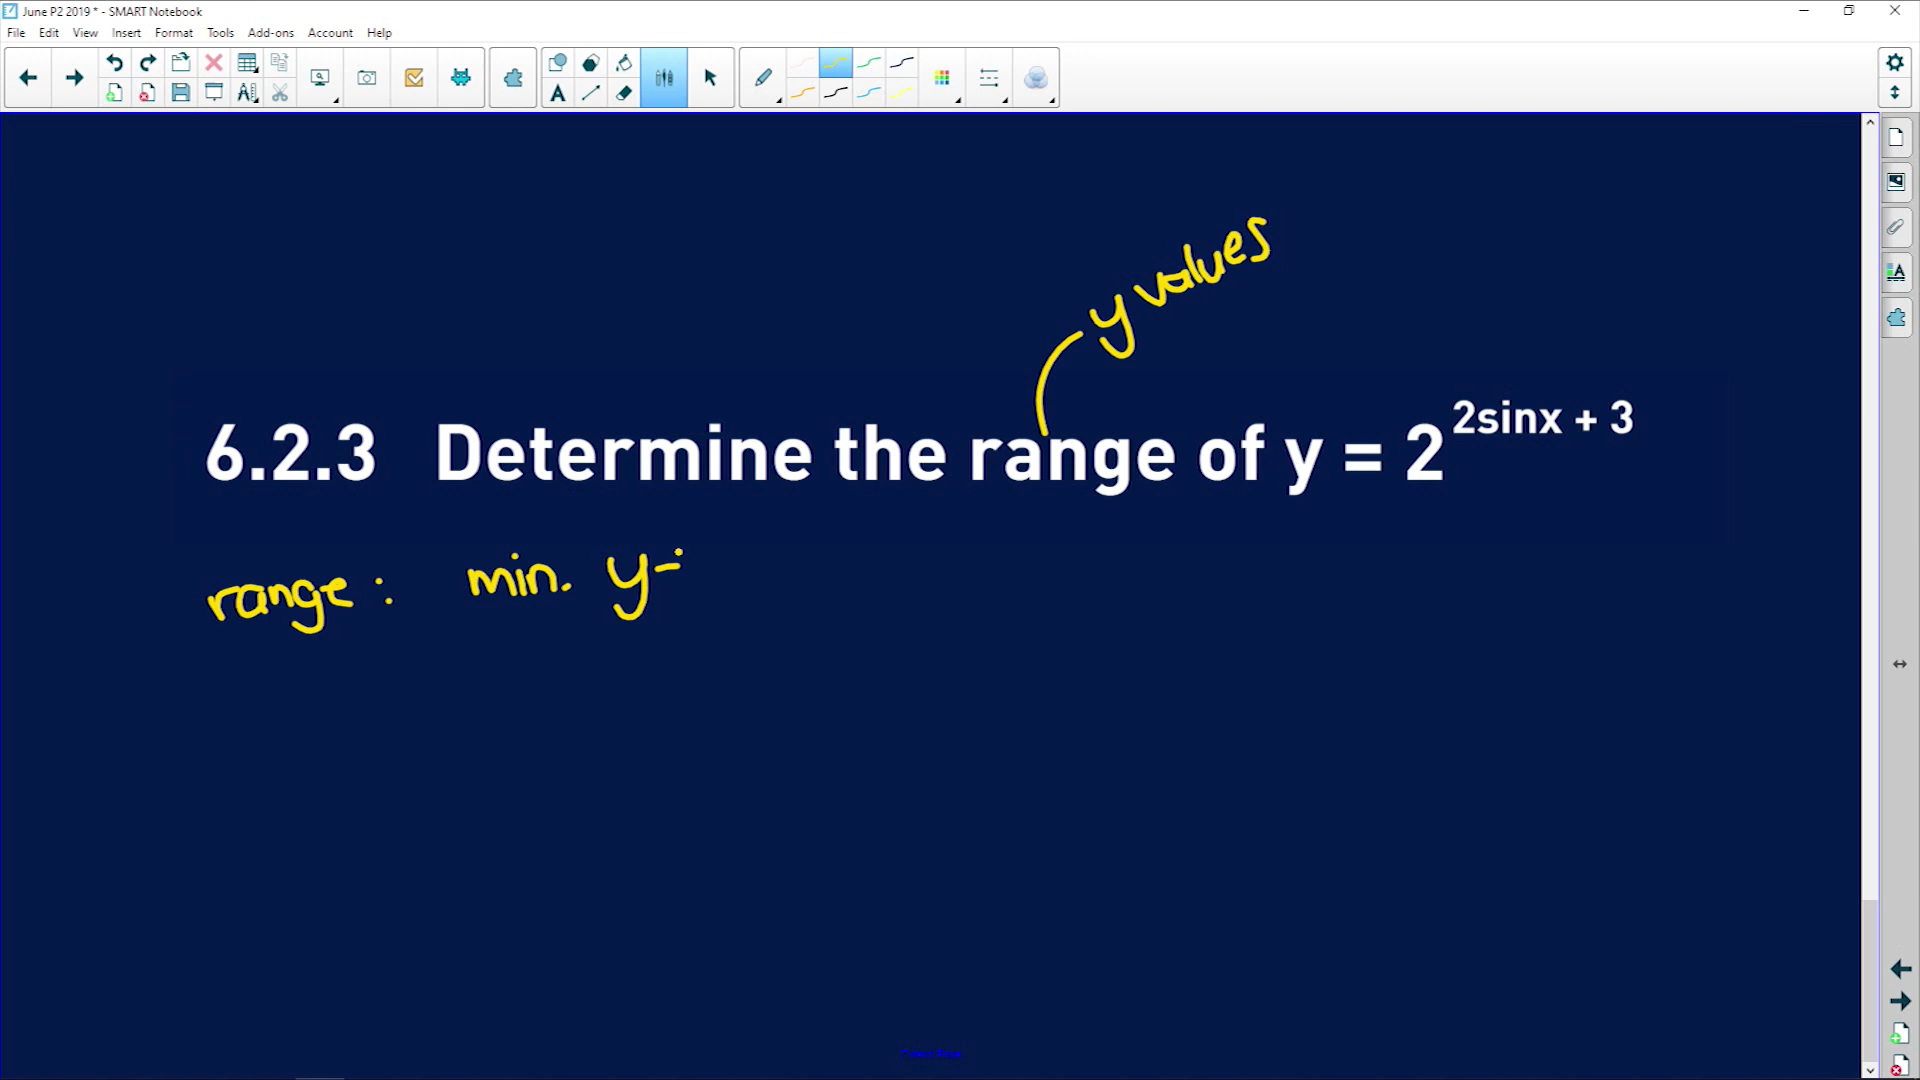 June P2 2019 * - SMART Notebook
File Edit View Insert Format Tools Add-ons Account Help
y values
6.2.3 Determine the range of y = 2^{2sinx + 3}
range : min. y-